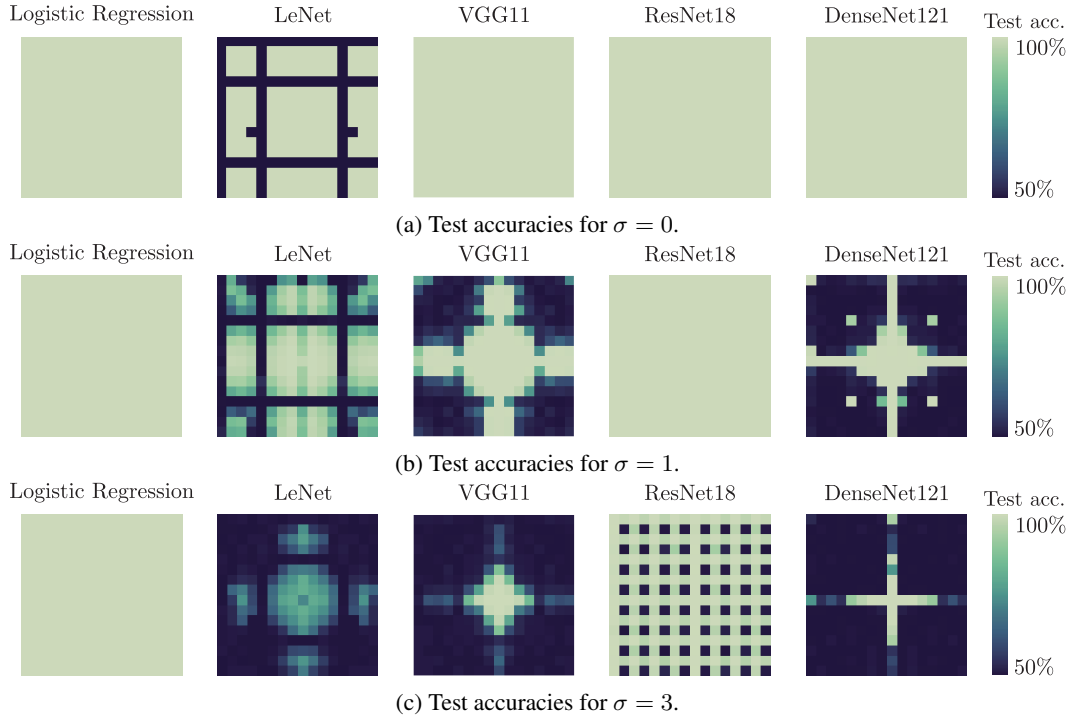 Logistic Regression LeNet VGG11 ResNet18 DenseNet121 Test acc.
100%
50%
(a) Test accuracies for σ = 0.
Logistic Regression LeNet VGG11 ResNet18 DenseNet121 Test acc.
100%
50%
(b) Test accuracies for σ = 1.
Logistic Regression LeNet VGG11 ResNet18 DenseNet121 Test acc.
100%
50%
(c) Test accuracies for σ = 3.